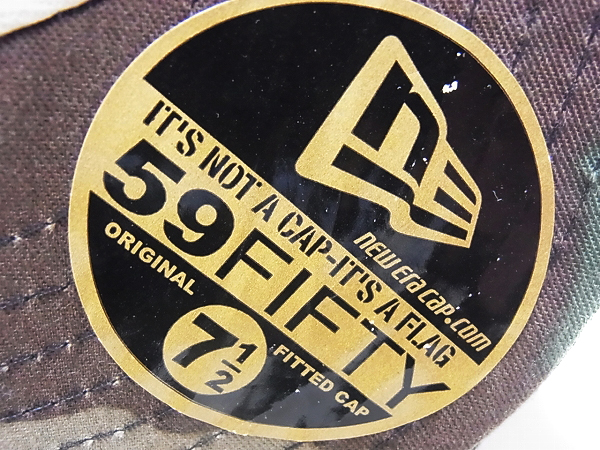 neweracap.com
IT'S NOT A CAP-IT'S A FLAG
59FIFTY
ORIGINAL
7 1/2
FITTED CAP